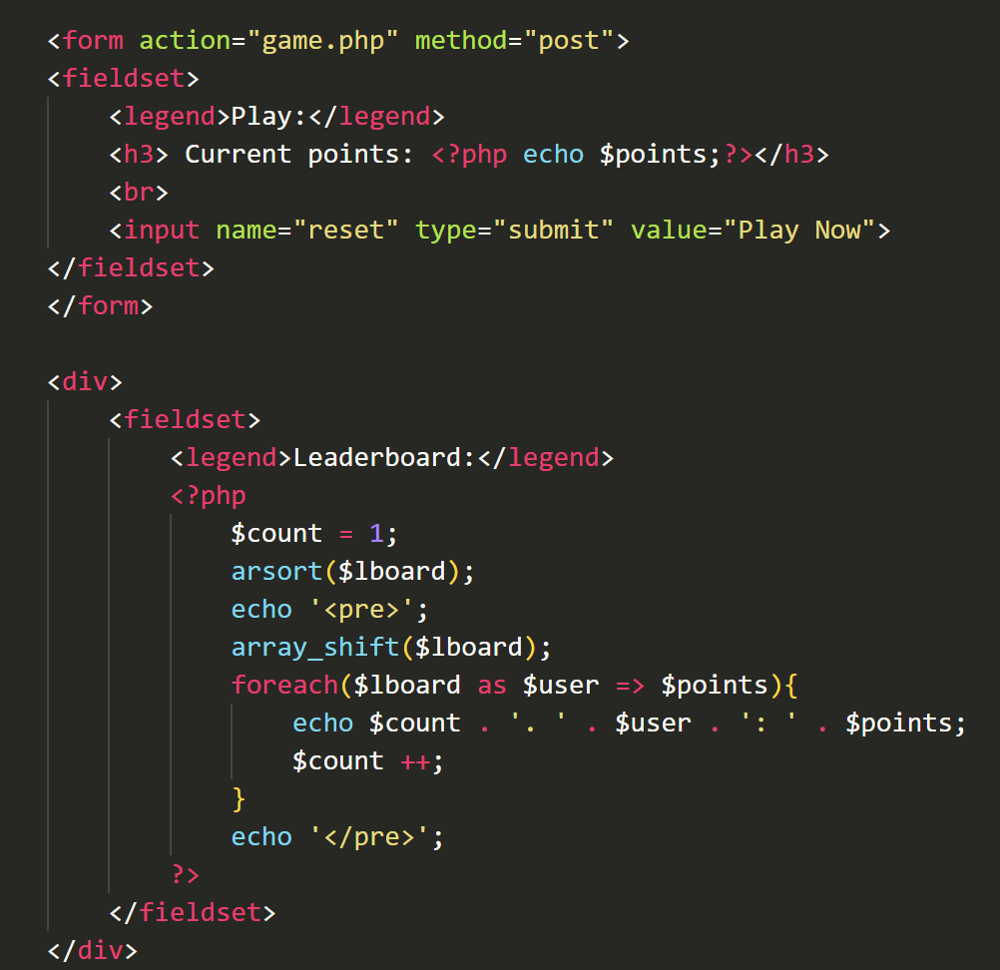 <form action="game.php" method="post">
<fieldset>
    <legend>Play:</legend>
    <h3> Current points: <?php echo $points;?></h3>
    <br>
    <input name="reset" type="submit" value="Play Now">
</fieldset>
</form>

<div>
    <fieldset>
        <legend>Leaderboard:</legend>
        <?php
            $count = 1;
            arsort($lboard);
            echo '<pre>';
            array_shift($lboard);
            foreach($lboard as $user => $points){
                echo $count . '. ' . $user . ': ' . $points;
                $count ++;
            }
            echo '</pre>';
        ?>
    </fieldset>
</div>